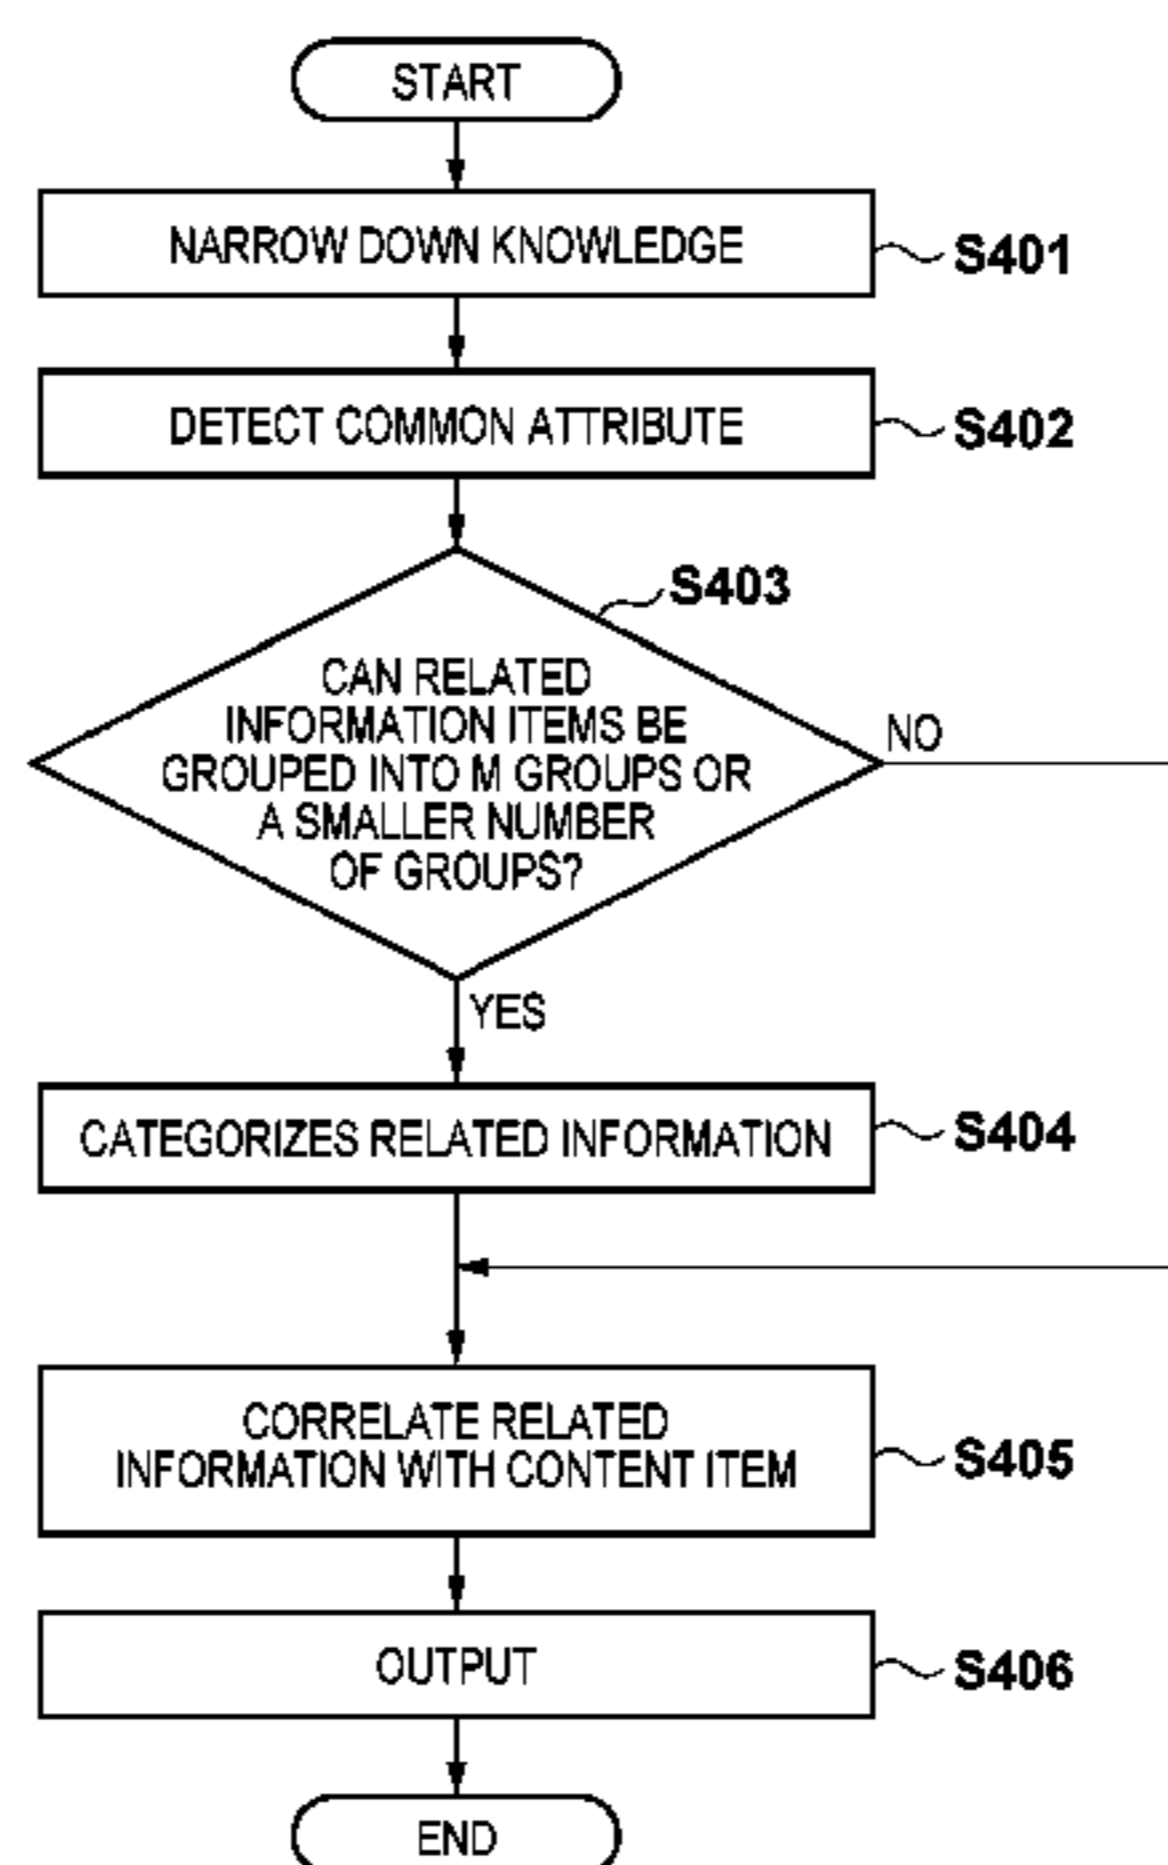 START
NARROW DOWN KNOWLEDGE
S401
DETECT COMMON ATTRIBUTE
S402
S403
CAN RELATED
INFORMATION ITEMS BE
GROUPED INTO M GROUPS OR
A SMALLER NUMBER
OF GROUPS?
NO
YES
CATEGORIZES RELATED INFORMATION
S404
CORRELATE RELATED
INFORMATION WITH CONTENT ITEM
S405
OUTPUT
S406
END